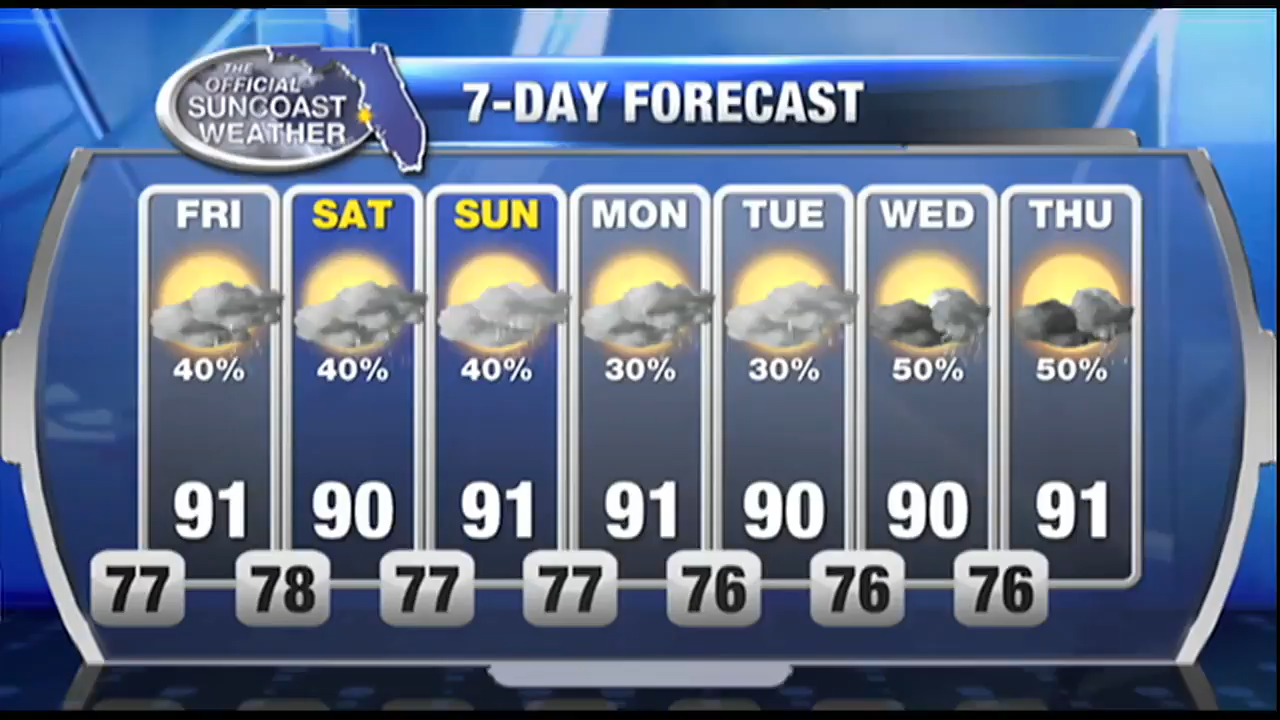 THE
OFFICIAL
SUNCOAST
WEATHER
7-DAY FORECAST
FRI SAT SUN MON TUE WED THU
40% 40% 40% 30% 30% 50% 50%
91 90 91 91 90 90 91
77 78 77 77 76 76 76